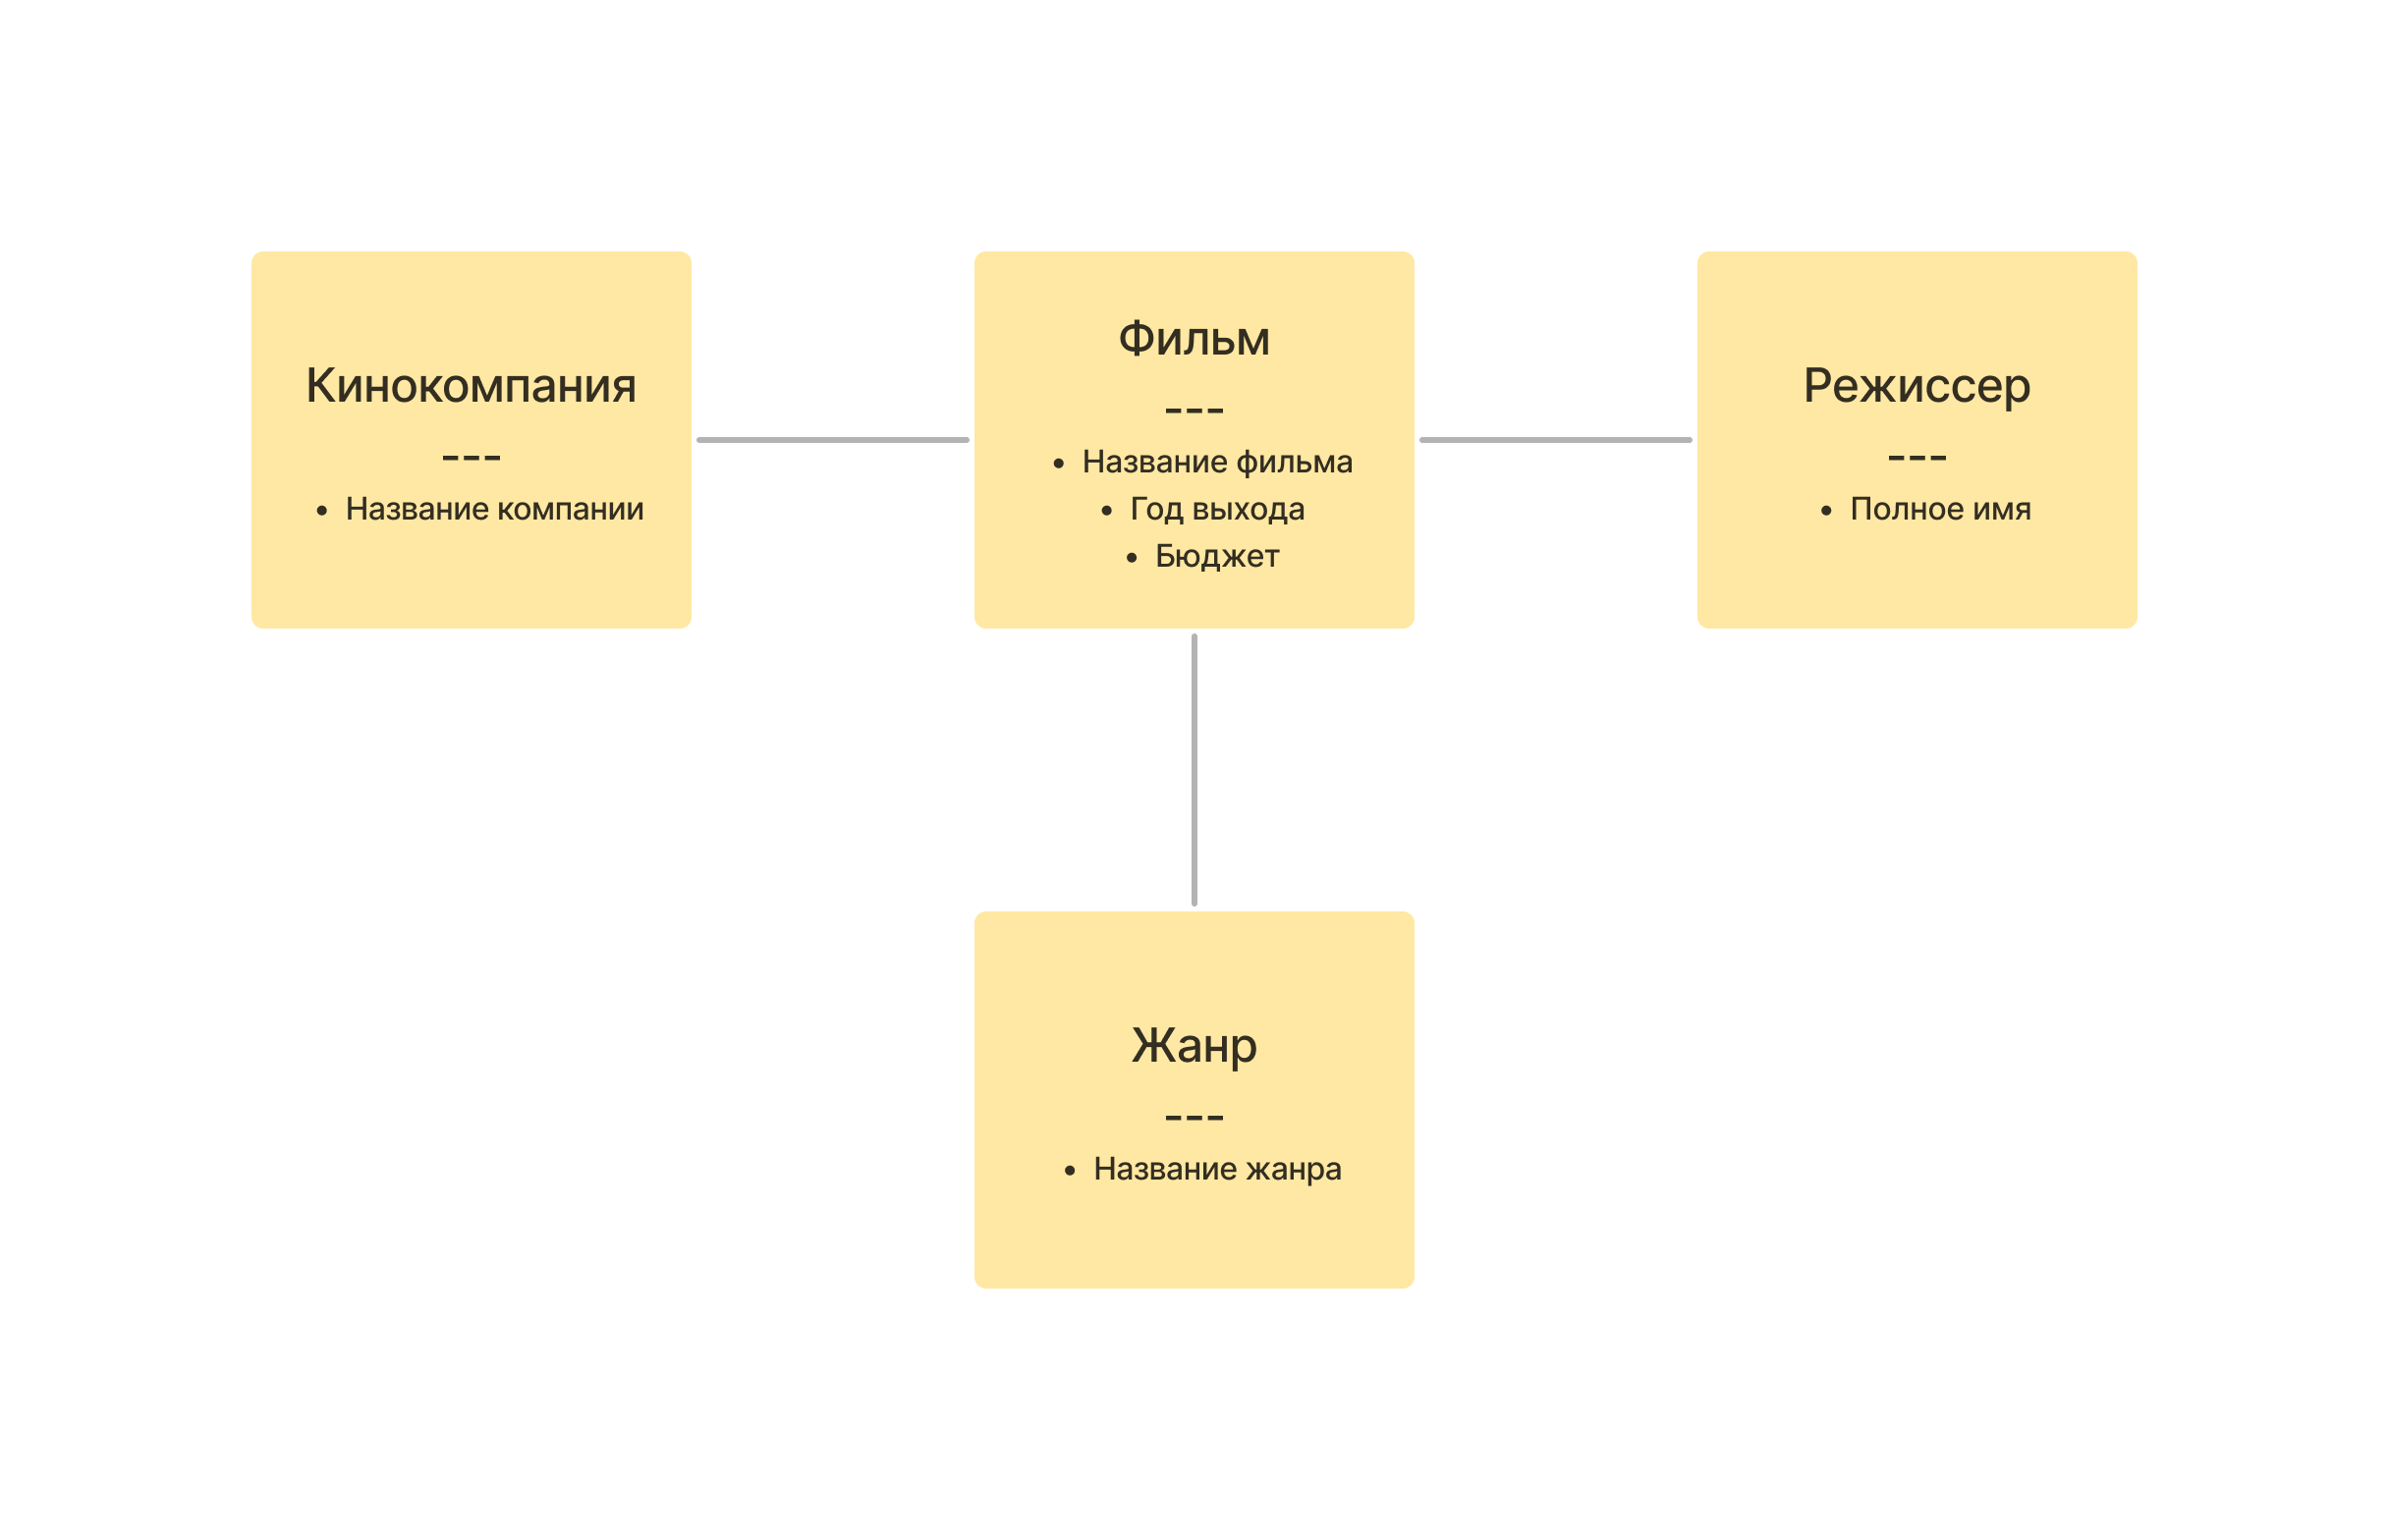 Кинокомпания
---
• Название компании
Фильм
---
• Название фильма
• Год выхода
• Бюджет
Режиссер
---
• Полное имя
Жанр
---
• Название жанра